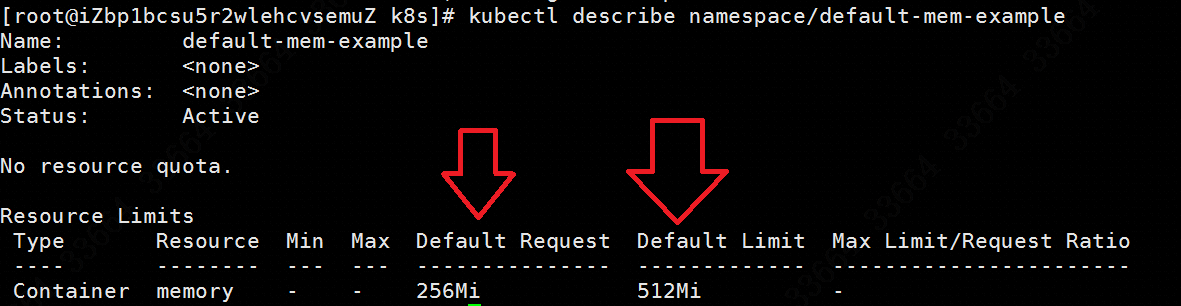 [root@iZbp1bcsu5r2wlehcvsemuZ k8s]# kubectl describe namespace/default-mem-example
Name:         default-mem-example
Labels:       <none>
Annotations:  <none>
Status:       Active

No resource quota.

Resource Limits
 Type       Resource  Min  Max  Default Request  Default Limit  Max Limit/Request Ratio
 ----       --------  ---  ---  ---------------  -------------  -----------------------
 Container  memory    -    -    256Mi            512Mi          -
33664 33664